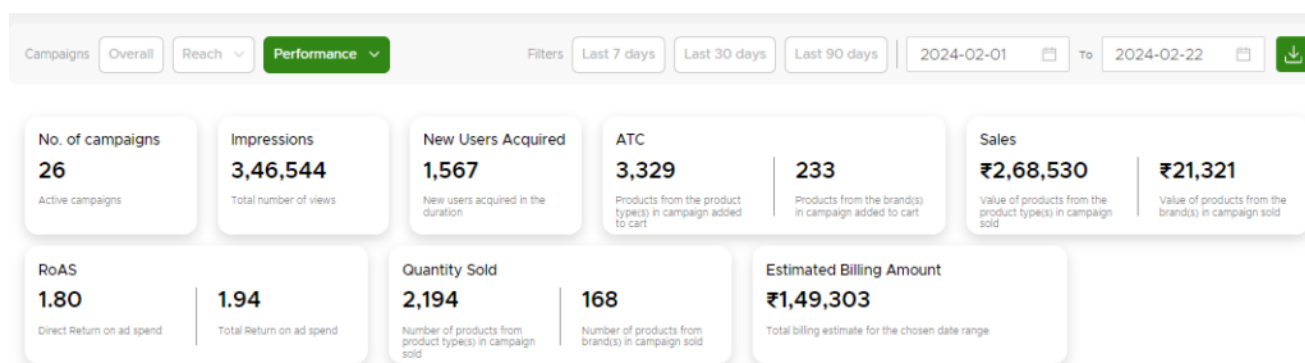 Campaigns Overall Reach Performance Filters Last 7 days Last 30 days Last 90 days 2024-02-01 To 2024-02-22
No. of campaigns
26
Active campaigns
Impressions
3,46,544
Total number of views
New Users Acquired
1,567
New users acquired in the
duration
ATC
3,329
Products from the product
type(s) in campaign added
to cart
233
Products from the brand(s)
in campaign added to cart
Sales
₹2,68,530
Value of products from the
product type(s) in campaign
sold
₹21,321
Value of products from the
brand(s) in campaign sold
RoAS
1.80
Direct Return on ad spend
1.94
Total Return on ad spend
Quantity Sold
2,194
Number of products from
product type(s) in campaign
sold
168
Number of products from
brand(s) in campaign sold
Estimated Billing Amount
₹1,49,303
Total billing estimate for the chosen date range